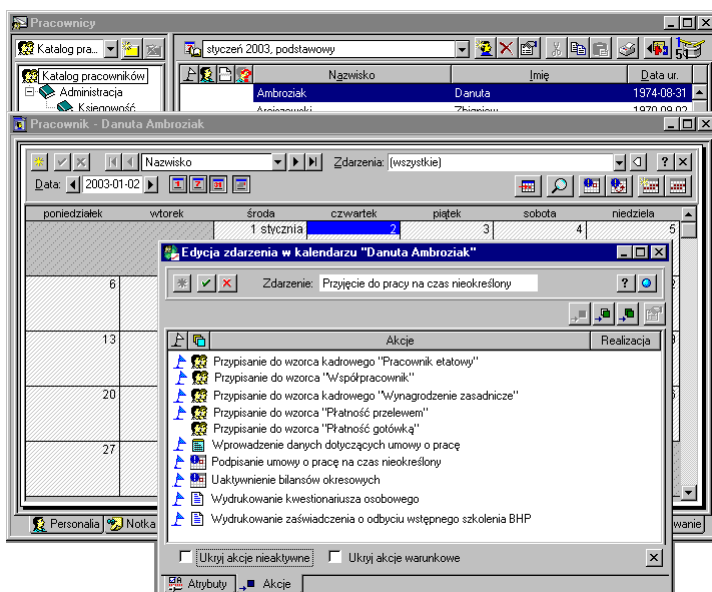 Pracownicy
Katalog pra...
styczeń 2003, podstawowy
Katalog pracowników
Nazwisko Imię Data ur.
Administracja
Ambroziak Danuta 1974-08-31
Księgowość
Zbigniew 1970-09-02
Pracownik - Danuta Ambroziak
Nazwisko Zdarzenia: (wszystkie)
Data: 2003-01-02
poniedziałek wtorek środa czwartek piątek sobota niedziela
1 stycznia 2 3 4 5
Edycja zdarzenia w kalendarzu "Danuta Ambroziak"
6
Zdarzenie: Przyjęcie do pracy na czas nieokreślony
13
Akcje Realizacja
Przypisanie do wzorca kadrowego "Pracownik etatowy"
Przypisanie do wzorca "Współpracownik"
20
Przypisanie do wzorca kadrowego "Wynagrodzenie zasadnicze"
Przypisanie do wzorca "Płatność przelewem"
Przypisanie do wzorca "Płatność gotówką"
27
Wprowadzenie danych dotyczących umowy o pracę
Podpisanie umowy o pracę na czas nieokreślony
Uaktywnienie bilansów okresowych
Wydrukowanie kwestionariusza osobowego
Wydrukowanie zaświadczenia o odbyciu wstępnego szkolenia BHP
Personalia Notka wanie
Ukryj akcje nieaktywne Ukryj akcje warunkowe
Atrybuty Akcje